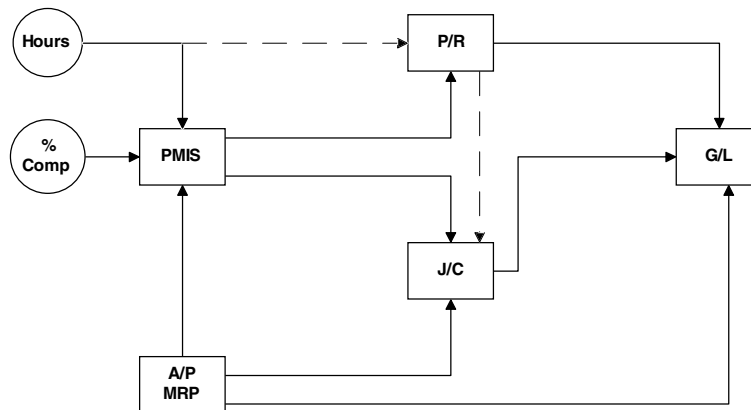 Hours
P/R
%
Comp
PMIS
G/L
J/C
A/P
MRP